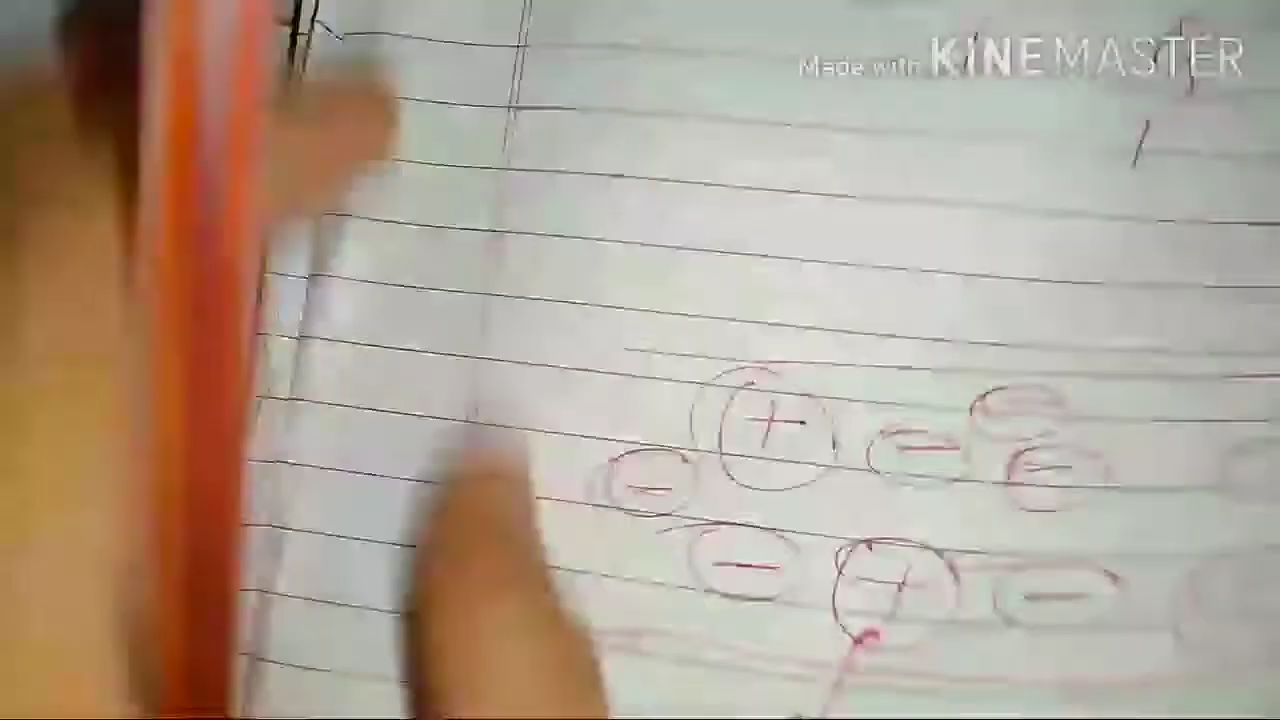 Made with KINEMASTER
+ − −
− −
− + −